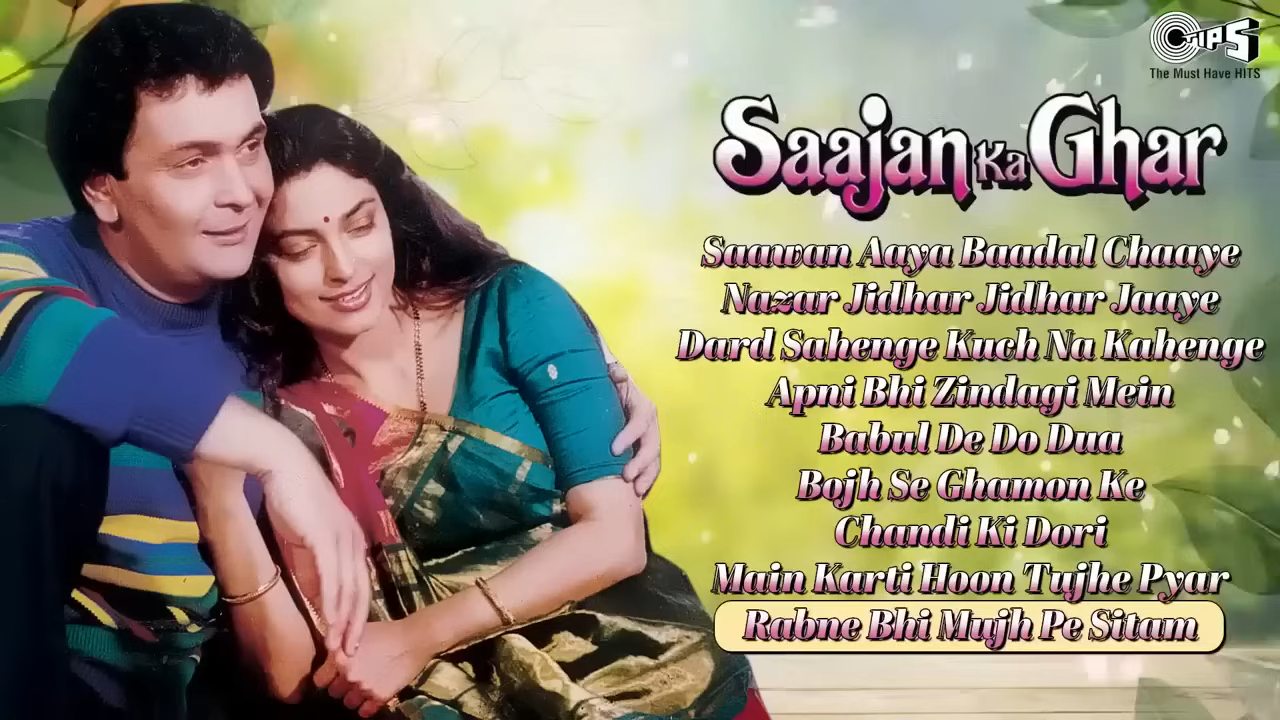 TIPS
The Must Have HITS
Saajan Ka Ghar
Saawan Aaya Baadal Chaaye
Nazar Jidhar Jidhar Jaaye
Dard Sahenge Kuch Na Kahenge
Apni Bhi Zindagi Mein
Babul De Do Dua
Bojh Se Ghamon Ke
Chandi Ki Dori
Main Karti Hoon Tujhe Pyar
Rabne Bhi Mujh Pe Sitam